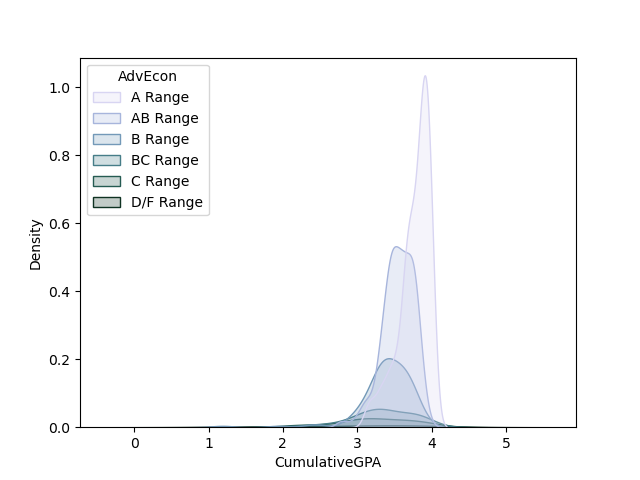 AdvEcon
A Range
AB Range
B Range
BC Range
C Range
D/F Range
Density
1.0
0.8
0.6
0.4
0.2
0.0
0 1 2 3 4 5
CumulativeGPA